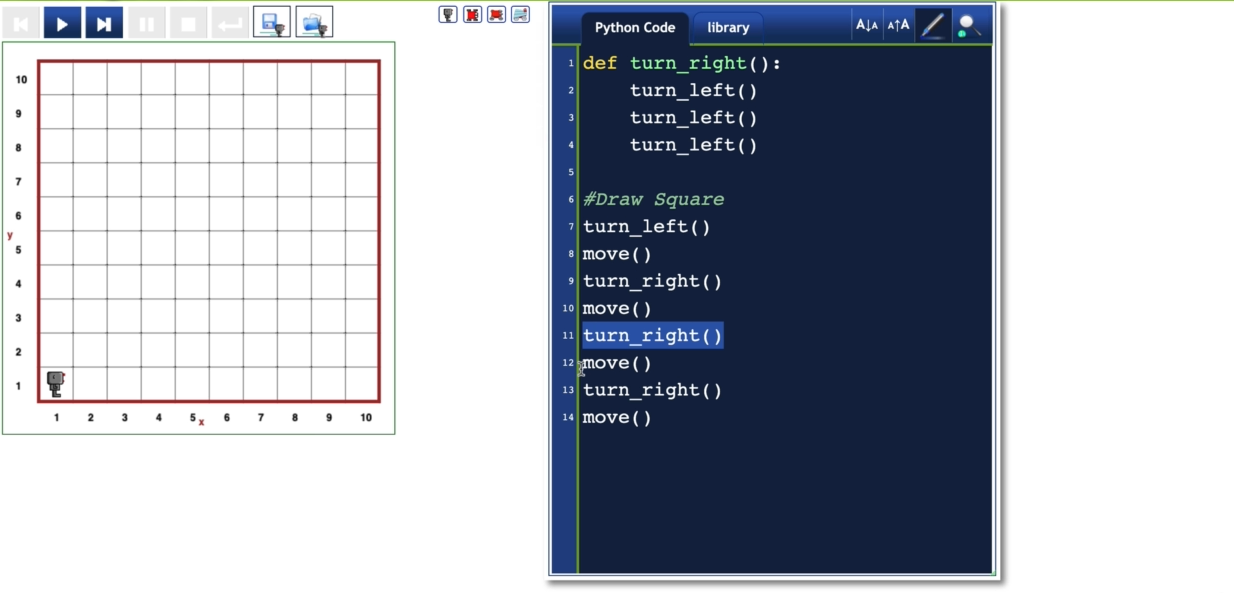 10
9
8
7
6
y
5
4
3
2
1
1 2 3 4 5 x 6 7 8 9 10
Python Code library A↓A A↑A
1 def turn_right():
2 turn_left()
3 turn_left()
4 turn_left()
5
6 #Draw Square
7 turn_left()
8 move()
9 turn_right()
10 move()
11 turn_right()
12 move()
13 turn_right()
14 move()